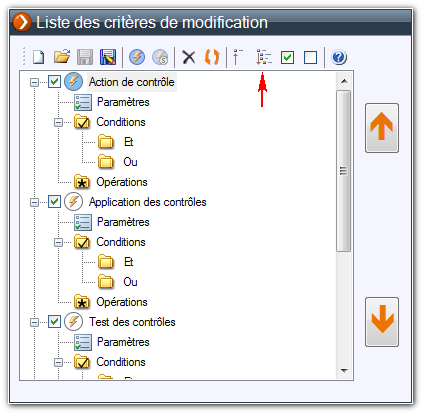 Liste des critères de modification
Action de contrôle
Paramètres
Conditions
Et
Ou
Opérations
Application des contrôles
Paramètres
Conditions
Et
Ou
Opérations
Test des contrôles
Paramètres
Conditions
Et